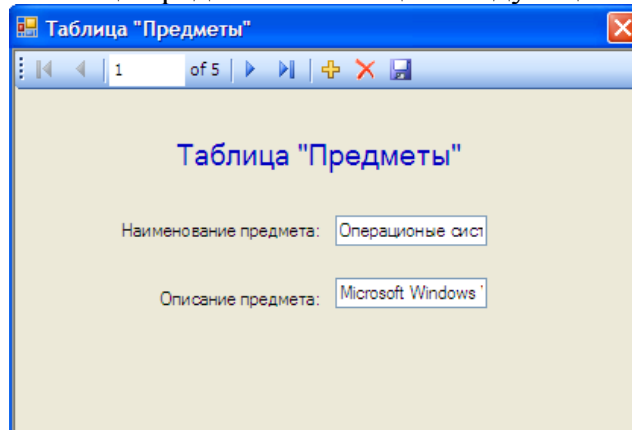 Таблица "Предметы"
1 of 5
Таблица "Предметы"
Наименование предмета: Операционые сист
Описание предмета: Microsoft Windows